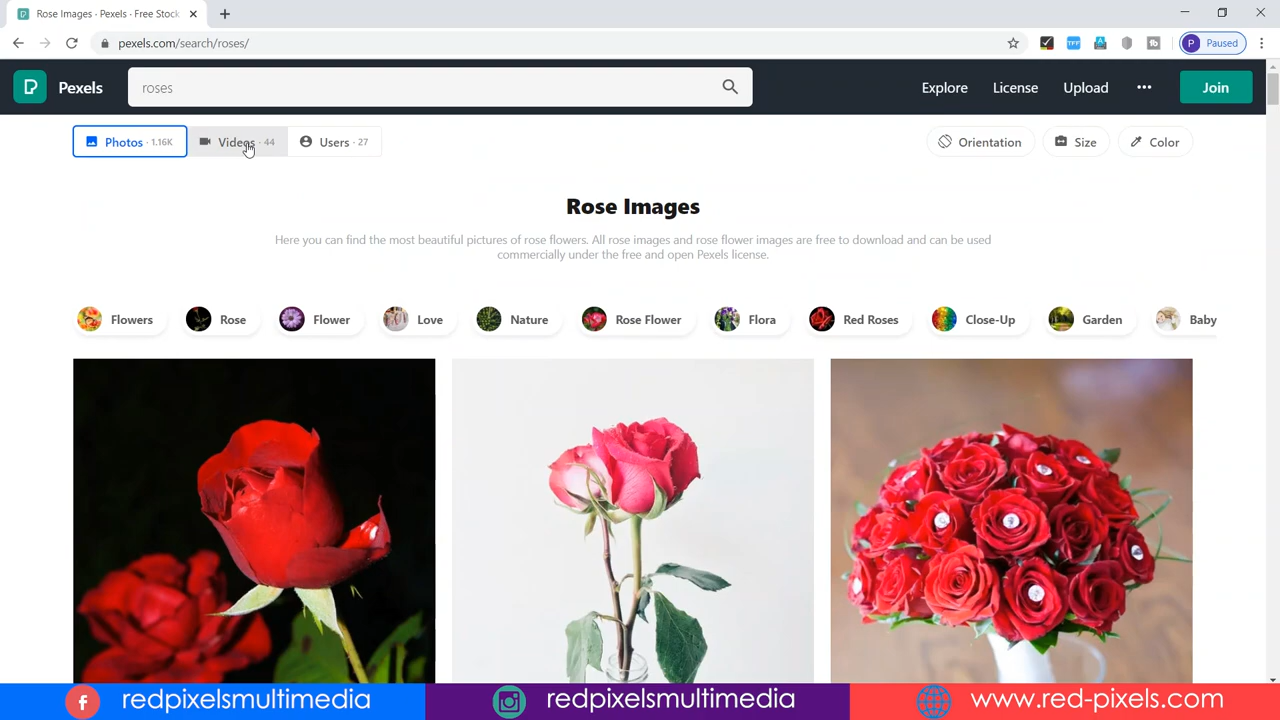 Rose Images · Pexels · Free Stock
pexels.com/search/roses/
TFF
P Paused
Pexels
roses
Explore
License
Upload
Join
Photos · 1.16K
Videos · 44
Users · 27
Orientation
Size
Color
Rose Images
Here you can find the most beautiful pictures of rose flowers. All rose images and rose flower images are free to download and can be used
commercially under the free and open Pexels license.
Flowers
Rose
Flower
Love
Nature
Rose Flower
Flora
Red Roses
Close-Up
Garden
Baby
redpixelsmultimedia
redpixelsmultimedia
www.red-pixels.com